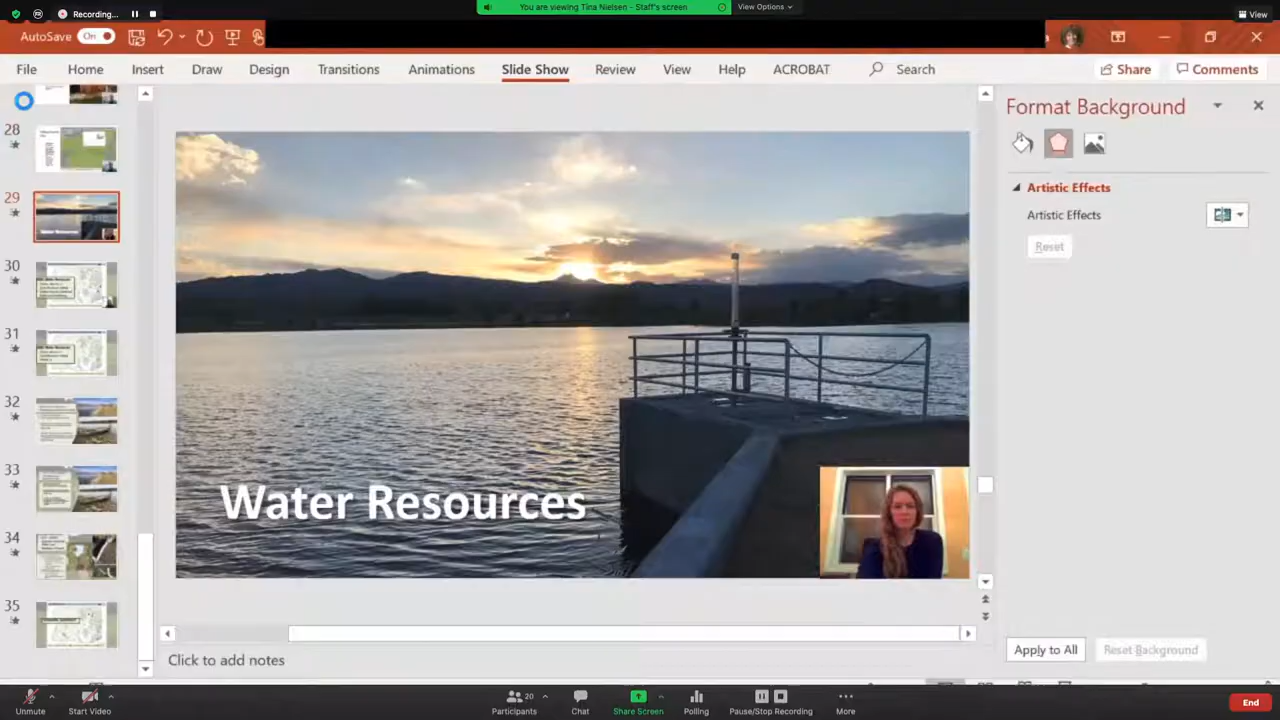 Recording...
You are viewing Tina Nielsen - Staff's screen
View Options
View
AutoSave
On
File
Home
Insert
Draw
Design
Transitions
Animations
Slide Show
Review
View
Help
ACROBAT
Search
Share
Comments
28
29
30
31
32
33
34
35
Water Resources
Water Resources
Click to add notes
Format Background
Artistic Effects
Artistic Effects
Reset
Apply to All
Reset Background
Unmute
Start Video
20
Participants
Chat
Share Screen
Polling
Pause/Stop Recording
More
End